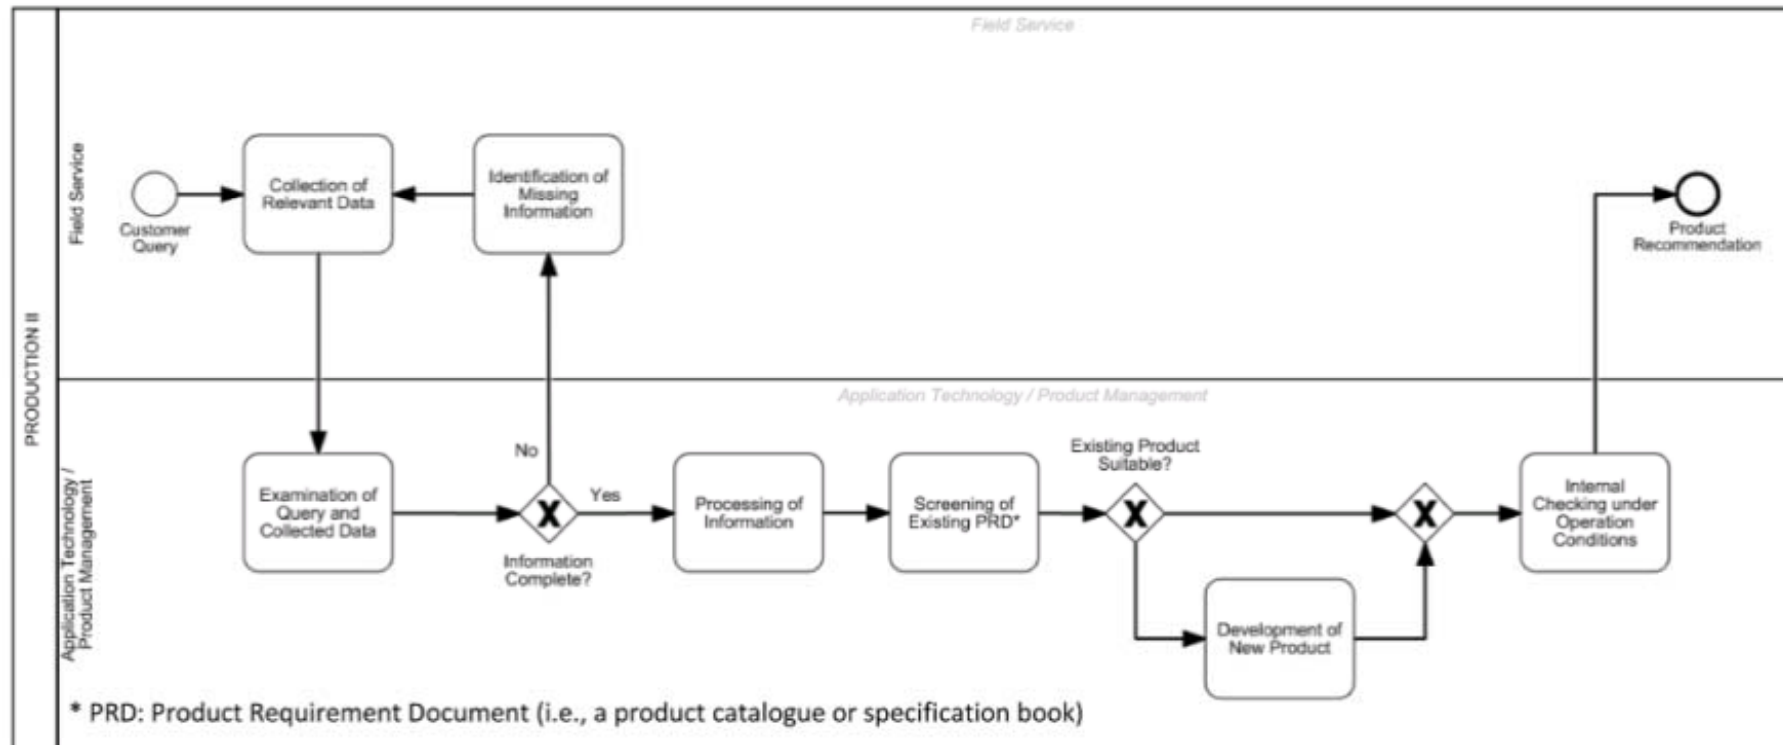 Field Service
PRODUCTION II
Field Service
Customer
Query
Collection of
Relevant Data
Identification of
Missing
Information
Product
Recommendation
Application Technology / Product Management
Application Technology /
Product Management
Examination of
Query and
Collected Data
No
Yes
Information
Complete?
Processing of
Information
Screening of
Existing PRD*
Existing Product
Suitable?
Development of
New Product
Internal
Checking under
Operation
Conditions
* PRD: Product Requirement Document (i.e., a product catalogue or specification book)